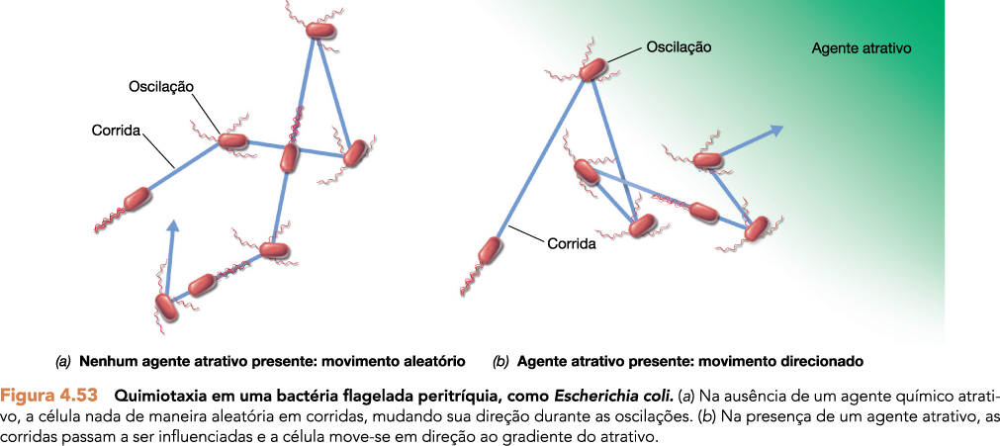 Oscilação
Corrida
Oscilação
Agente atrativo
Corrida
(a) Nenhum agente atrativo presente: movimento aleatório
(b) Agente atrativo presente: movimento direcionado
Figura 4.53 Quimiotaxia em uma bactéria flagelada peritríquia, como Escherichia coli. (a) Na ausência de um agente químico atrati-
vo, a célula nada de maneira aleatória em corridas, mudando sua direção durante as oscilações. (b) Na presença de um agente atrativo, as
corridas passam a ser influenciadas e a célula move-se em direção ao gradiente do atrativo.